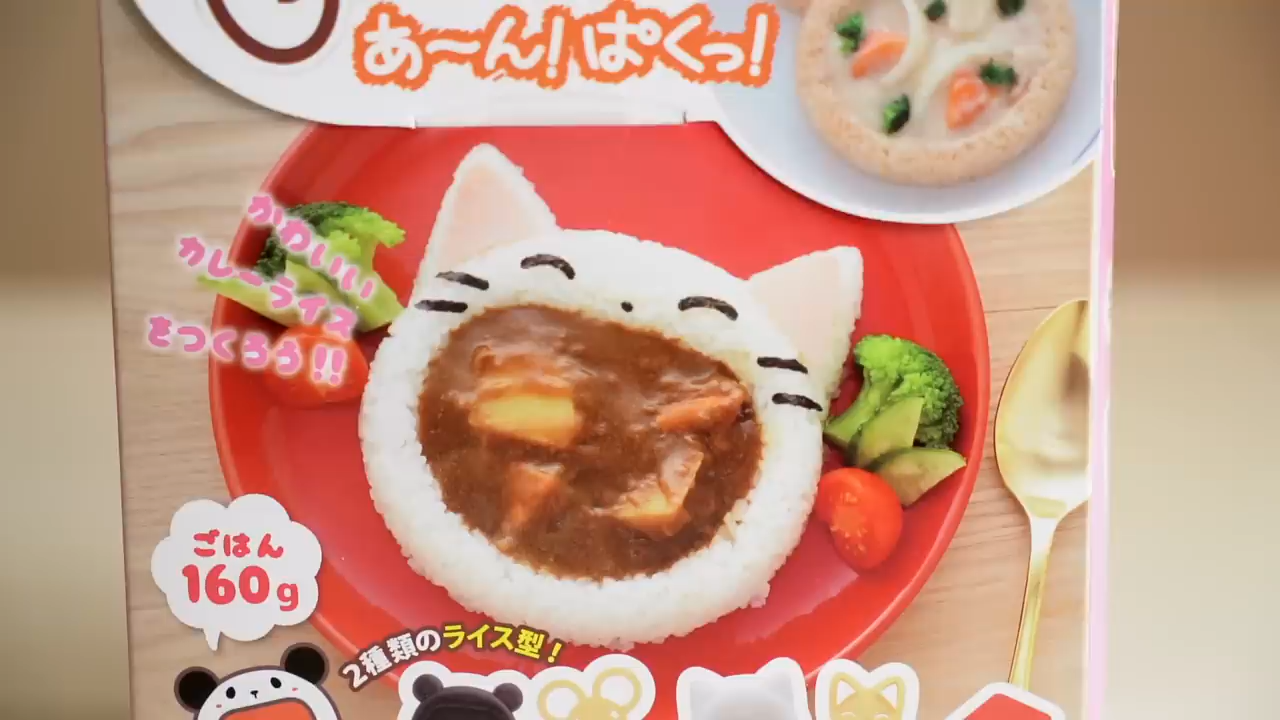 あ～ん!ぱくっ!
かわいい
カレーライス
をつくろう!!
ごはん
160g
2種類のライス型!